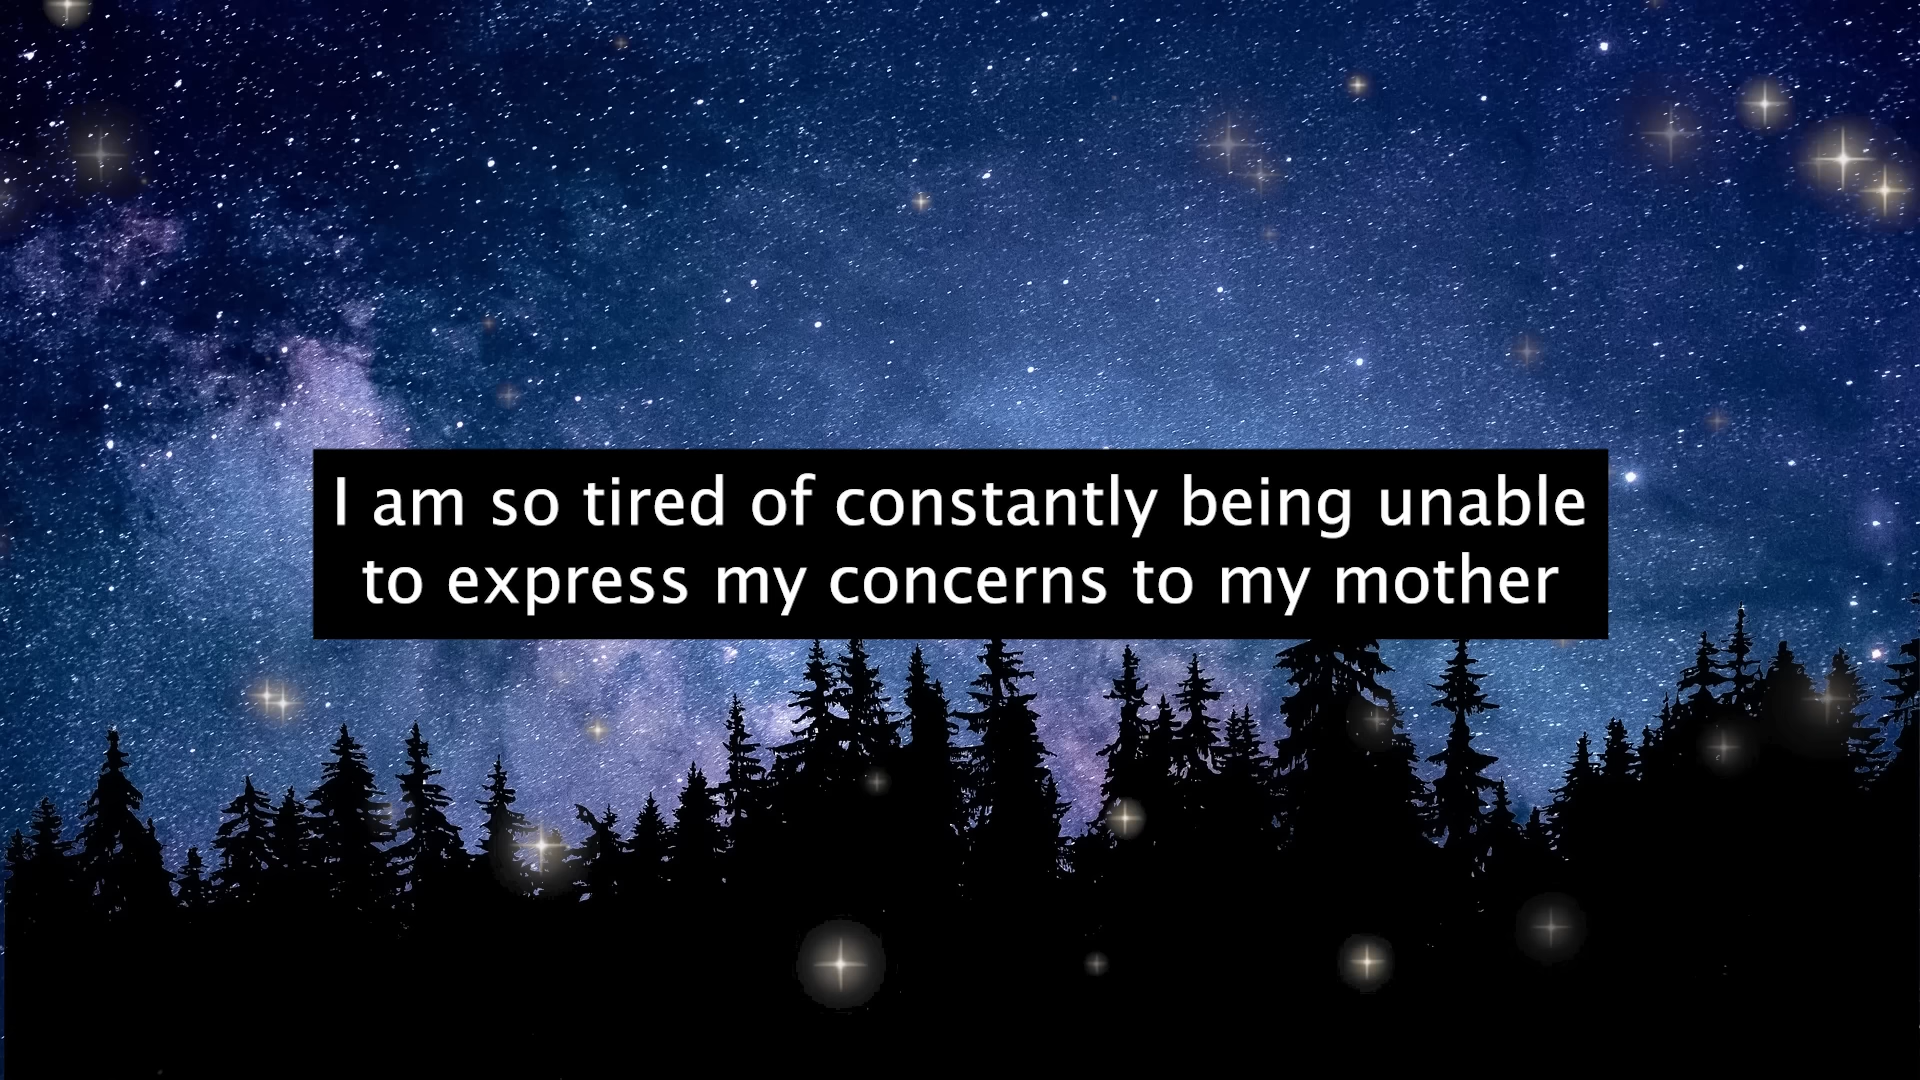 I am so tired of constantly being unable
to express my concerns to my mother